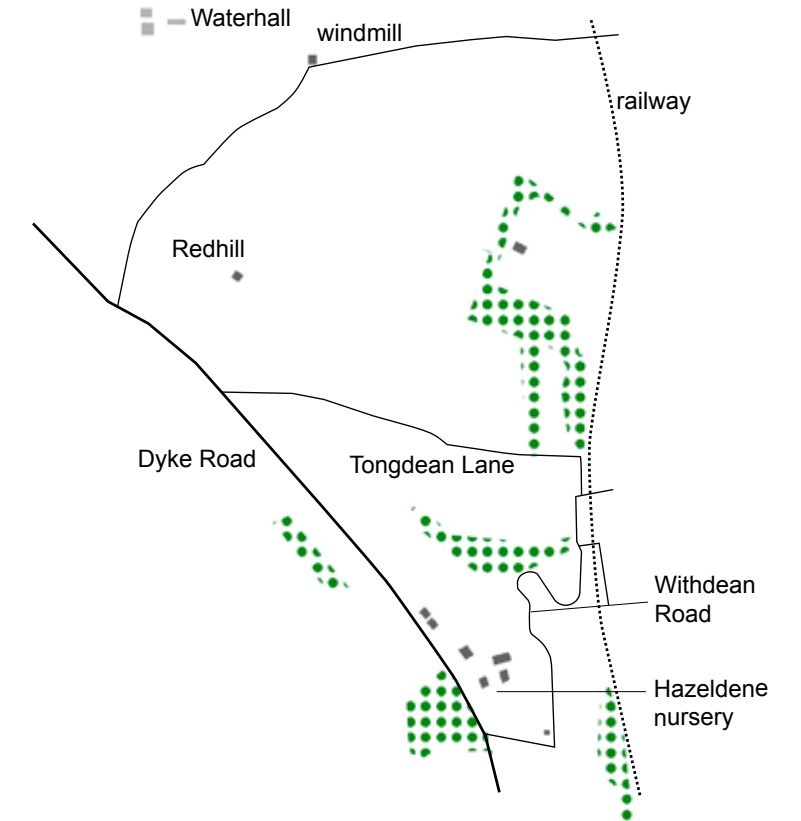 Waterhall
windmill
railway
Redhill
Dyke Road
Tongdean Lane
Withdean
Road
Hazeldene
nursery